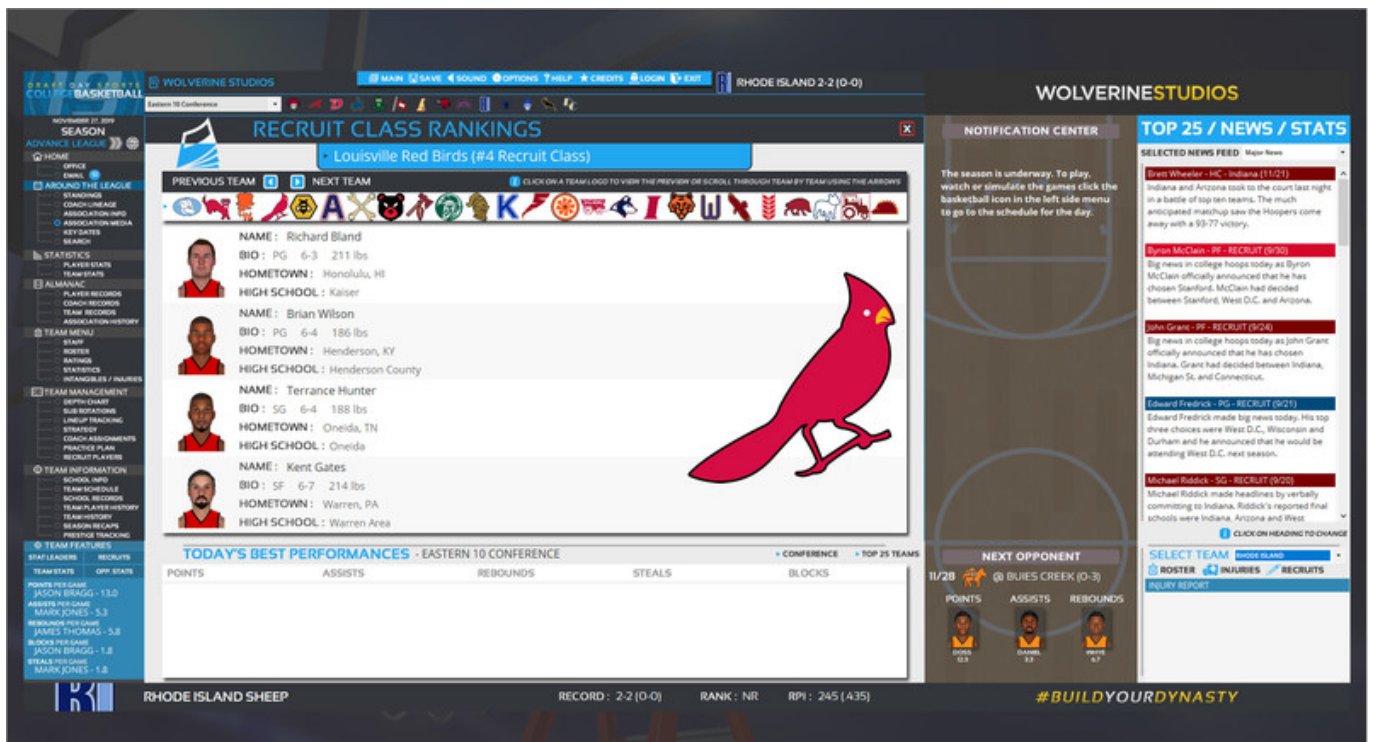 DRAFT DAY SPORTS
COLLEGE BASKETBALL
19
WOLVERINE STUDIOS
MAIN SAVE SOUND OPTIONS HELP CREDITS LOGIN EXIT
RHODE ISLAND 2-2 (0-0)
Eastern 10 Conference
WOLVERINESTUDIOS
NOVEMBER 27, 2019
SEASON
ADVANCE LEAGUE
HOME
OFFICE
EMAIL
AROUND THE LEAGUE
STANDINGS
COACH LINEAGE
ASSOCIATION INFO
ASSOCIATION MEDIA
KEY DATES
SEARCH
STATISTICS
PLAYER STATS
TEAM STATS
ALMANAC
PLAYER RECORDS
COACH RECORDS
TEAM RECORDS
ASSOCIATION HISTORY
TEAM MENU
STAFF
ROSTER
RATINGS
STATISTICS
INTANGIBLES / INJURIES
TEAM MANAGEMENT
DEPTH CHART
SUB ROTATIONS
LINEUP TRACKING
STRATEGY
COACH ASSIGNMENTS
PRACTICE PLAN
RECRUIT PLAYERS
TEAM INFORMATION
SCHOOL INFO
TEAM SCHEDULE
SCHOOL RECORDS
TEAM PLAYER HISTORY
TEAM HISTORY
SEASON RECAPS
PRESTIGE TRACKING
TEAM FEATURES
STAT LEADERS RECRUITS
TEAM STATS OPP. STATS
POINTS PER GAME
JASON BRAGG - 13.0
ASSISTS PER GAME
MARK JONES - 5.3
REBOUNDS PER GAME
JAMES THOMAS - 5.8
BLOCKS PER GAME
JASON BRAGG - 1.8
STEALS PER GAME
MARK JONES - 1.8
RECRUIT CLASS RANKINGS
Louisville Red Birds (#4 Recruit Class)
PREVIOUS TEAM NEXT TEAM
CLICK ON A TEAM LOGO TO VIEW THE PREVIEW OR SCROLL THROUGH TEAM BY TEAM USING THE ARROWS
NAME : Richard Bland
BIO : PG 6-3 211 lbs
HOMETOWN : Honolulu, HI
HIGH SCHOOL : Kaiser
NAME : Brian Wilson
BIO : PG 6-4 186 lbs
HOMETOWN : Henderson, KY
HIGH SCHOOL : Henderson County
NAME : Terrance Hunter
BIO : SG 6-4 188 lbs
HOMETOWN : Oneida, TN
HIGH SCHOOL : Oneida
NAME : Kent Gates
BIO : SF 6-7 214 lbs
HOMETOWN : Warren, PA
HIGH SCHOOL : Warren Area
TODAY'S BEST PERFORMANCES - EASTERN 10 CONFERENCE
CONFERENCE TOP 25 TEAMS
POINTS ASSISTS REBOUNDS STEALS BLOCKS
NOTIFICATION CENTER
The season is underway. To play,
watch or simulate the games click the
basketball icon in the left side menu
to go to the schedule for the day.
NEXT OPPONENT
11/28 @ BUIES CREEK (0-3)
POINTS ASSISTS REBOUNDS
DOSS DANIEL WHYE
12.3 3.3 6.7
TOP 25 / NEWS / STATS
SELECTED NEWS FEED Major News
Brett Wheeler - HC - Indiana (11/21)
Indiana and Arizona took to the court last night
in a battle of top ten teams. The much
anticipated matchup saw the Hoopers come
away with a 93-77 victory.
Byron McClain - PF - RECRUIT (9/30)
Big news in college hoops today as Byron
McClain officially announced that he has
chosen Stanford. McClain had decided
between Stanford, West D.C. and Arizona.
John Grant - PF - RECRUIT (9/24)
Big news in college hoops today as John Grant
officially announced that he has chosen
Indiana. Grant had decided between Indiana,
Michigan St. and Connecticut.
Edward Fredrick - PG - RECRUIT (9/21)
Edward Fredrick made big news today. His top
three choices were West D.C., Wisconsin and
Durham and he announced that he would be
attending West D.C. next season.
Michael Riddick - SG - RECRUIT (9/20)
Michael Riddick made headlines by verbally
committing to Indiana. Riddick's reported final
schools were Indiana, Arizona and West
CLICK ON HEADING TO CHANGE
SELECT TEAM RHODE ISLAND
ROSTER INJURIES RECRUITS
INJURY REPORT
RHODE ISLAND SHEEP
RECORD : 2-2 (0-0) RANK : NR RPI : 245 (.435)
#BUILDYOURDYNASTY